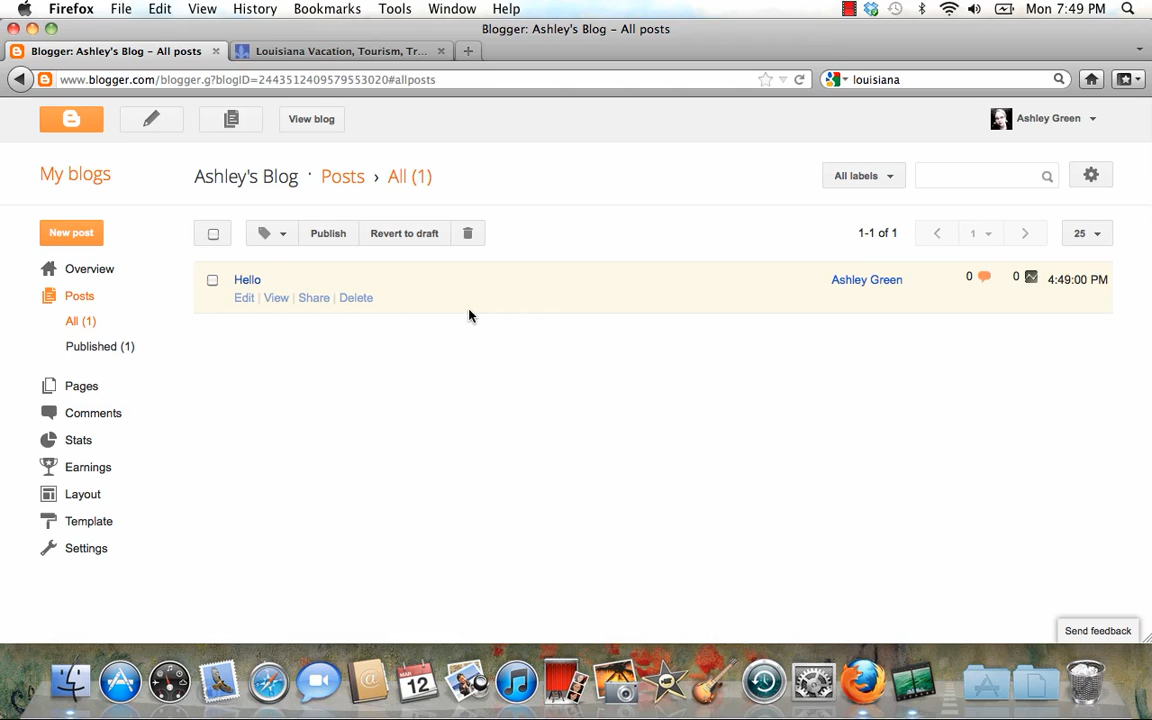 Firefox File Edit View History Bookmarks Tools Window Help Mon 7:49 PM
Blogger: Ashley's Blog – All posts
Blogger: Ashley's Blog – All posts Louisiana Vacation, Tourism, Tr...
www.blogger.com/blogger.g?blogID=2443512409579553020#allposts louisiana
View blog Ashley Green
My blogs Ashley's Blog · Posts › All (1) All labels
New post Publish Revert to draft 1-1 of 1 1 25
Overview
Hello Ashley Green 0 0 4:49:00 PM
Edit | View | Share | Delete
Posts
All (1)
Published (1)
Pages
Comments
Stats
Earnings
Layout
Template
Settings
Send feedback
MAR 12